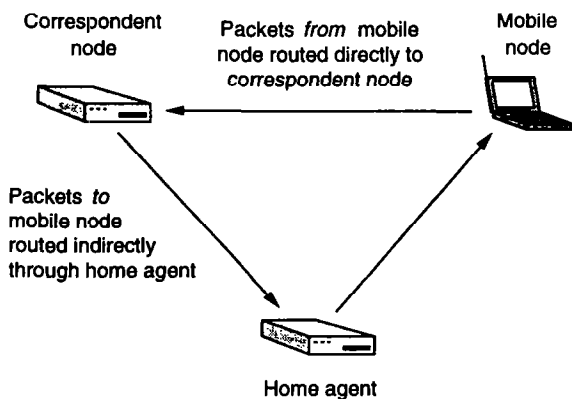 Correspondent
node
Packets from mobile
node routed directly to
correspondent node
Mobile
node
Packets to
mobile node
routed indirectly
through home agent
Home agent